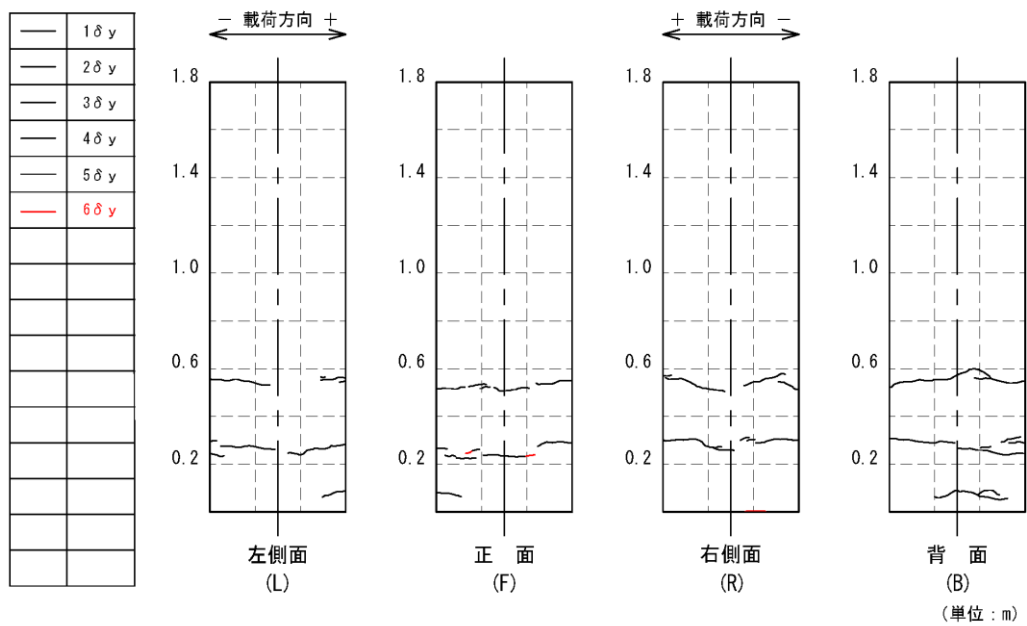 1δy
2δy
3δy
4δy
5δy
6δy
− 載荷方向 +
1.8
1.4
1.0
0.6
0.2
左側面
(L)
1.8
1.4
1.0
0.6
0.2
正 面
(F)
+ 載荷方向 −
1.8
1.4
1.0
0.6
0.2
右側面
(R)
1.8
1.4
1.0
0.6
0.2
背 面
(B)
(単位:m)